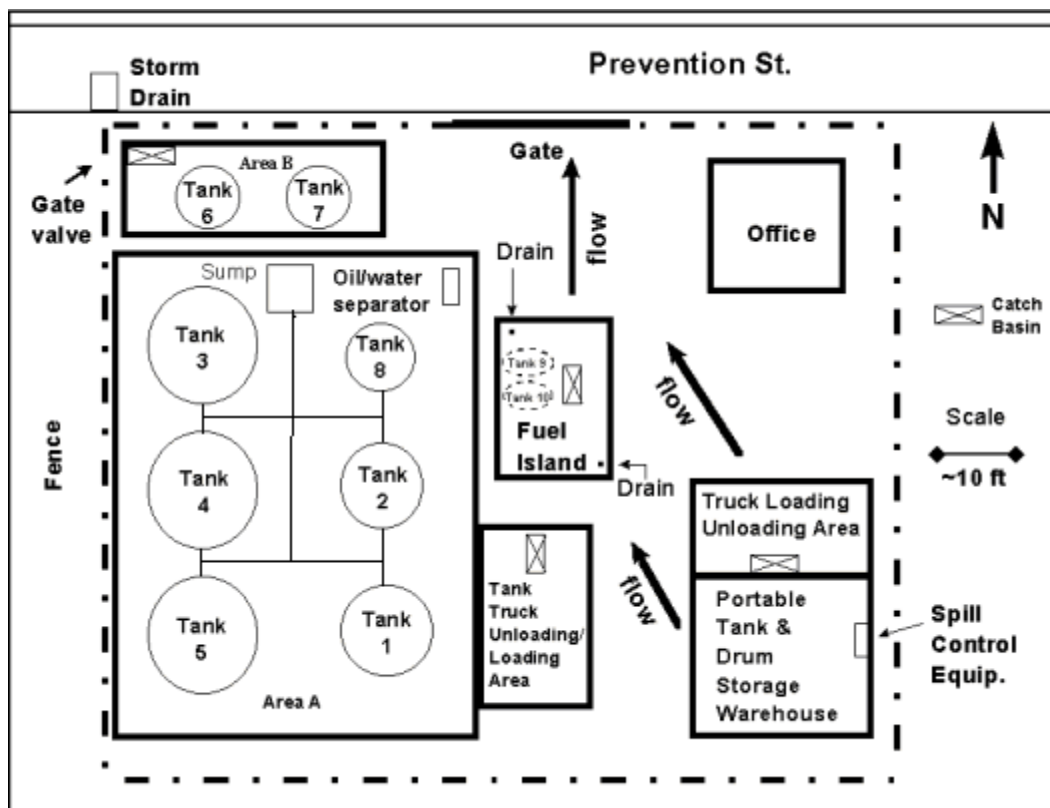 Prevention St.
Storm
Drain
Gate
valve
Area B
Tank
6
Tank
7
Gate
flow
Office
N
Catch
Basin
Scale
~10 ft
Fence
Sump
Oil/water
separator
Tank
3
Tank
8
Tank
4
Tank
2
Tank
5
Tank
1
Area A
Drain
Tank 9
Tank 10
Fuel
Island
Drain
flow
flow
Tank
Truck
Unloading/
Loading
Area
Truck Loading
Unloading Area
Portable
Tank &
Drum
Storage
Warehouse
Spill
Control
Equip.